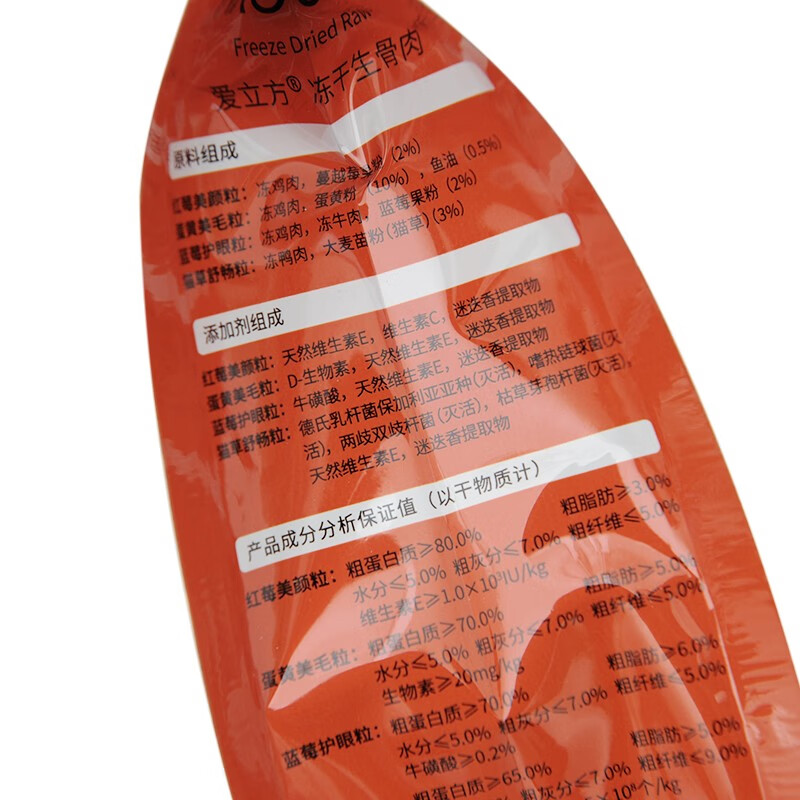 Freeze Dried Raw
爱立方® 冻干生骨肉
原料组成
红莓美颜粒：冻鸡肉，蔓越莓果粉（2%）
蛋黄美毛粒：冻鸡肉，蛋黄粉（10%），鱼油（0.5%）
蓝莓护眼粒：冻鸡肉，冻牛肉，蓝莓果粉（2%）
猫草舒畅粒：冻鸭肉，大麦苗粉（猫草）（3%）
添加剂组成
红莓美颜粒：天然维生素E，维生素C，迷迭香提取物
蛋黄美毛粒：D-生物素，天然维生素E，迷迭香提取物
蓝莓护眼粒：牛磺酸，天然维生素E，迷迭香提取物
猫草舒畅粒：德氏乳杆菌保加利亚亚种（灭活），嗜热链球菌（灭
活），两歧双歧杆菌（灭活），枯草芽孢杆菌（灭活），
天然维生素E，迷迭香提取物
产品成分分析保证值（以干物质计）
红莓美颜粒：粗蛋白质≥80.0% 粗脂肪≥3.0%
水分≤5.0% 粗灰分≤7.0% 粗纤维≤5.0%
维生素E≥1.0×10³IU/kg
蛋黄美毛粒：粗蛋白质≥70.0% 粗脂肪≥5.0%
水分≤5.0% 粗灰分≤7.0% 粗纤维≤5.0%
生物素≥20mg/kg
蓝莓护眼粒：粗蛋白质≥70.0% 粗脂肪≥6.0%
水分≤5.0% 粗灰分≤7.0% 粗纤维≤5.0%
牛磺酸≥0.2%
粗蛋白质≥65.0% 粗脂肪≥5.0%
粗灰分≤7.0% 粗纤维≤9.0%
10⁸个/kg